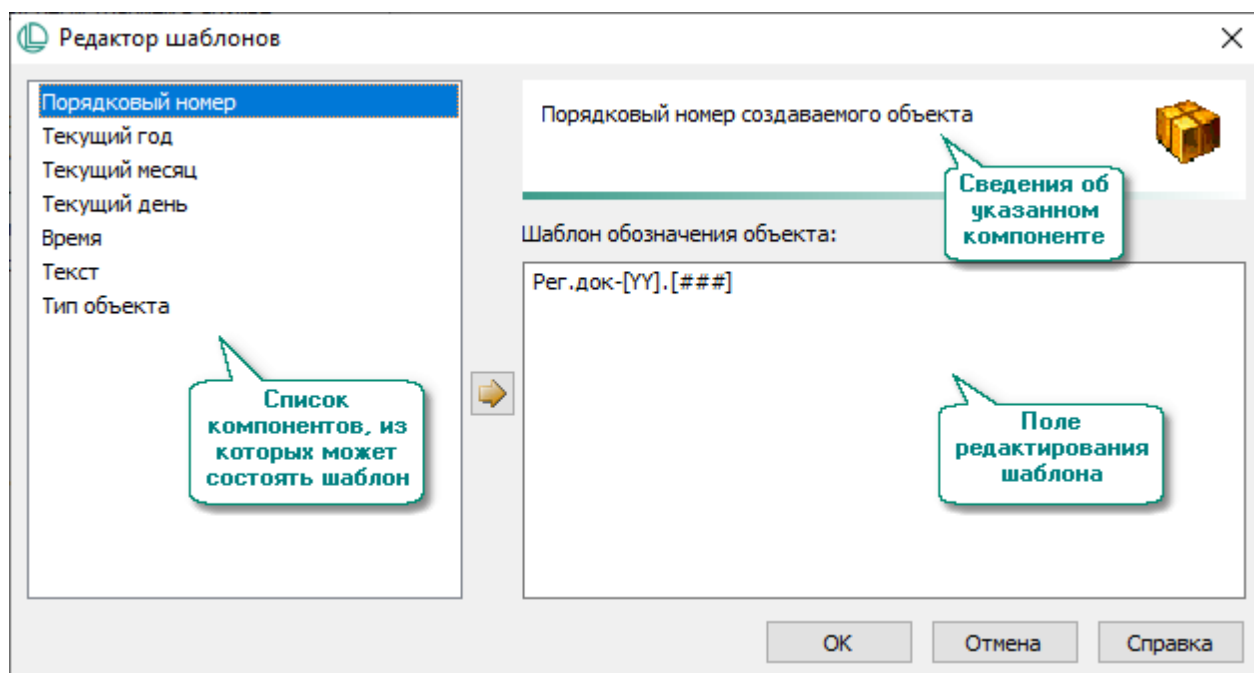 Редактор шаблонов
Порядковый номер
Текущий год
Текущий месяц
Текущий день
Время
Текст
Тип объекта
Список
компонентов, из
которых может
состоять шаблон
Порядковый номер создаваемого объекта
Сведения об
указанном
компоненте
Шаблон обозначения объекта:
Рег.док-[YY].[###]
Поле
редактирования
шаблона
OK
Отмена
Справка